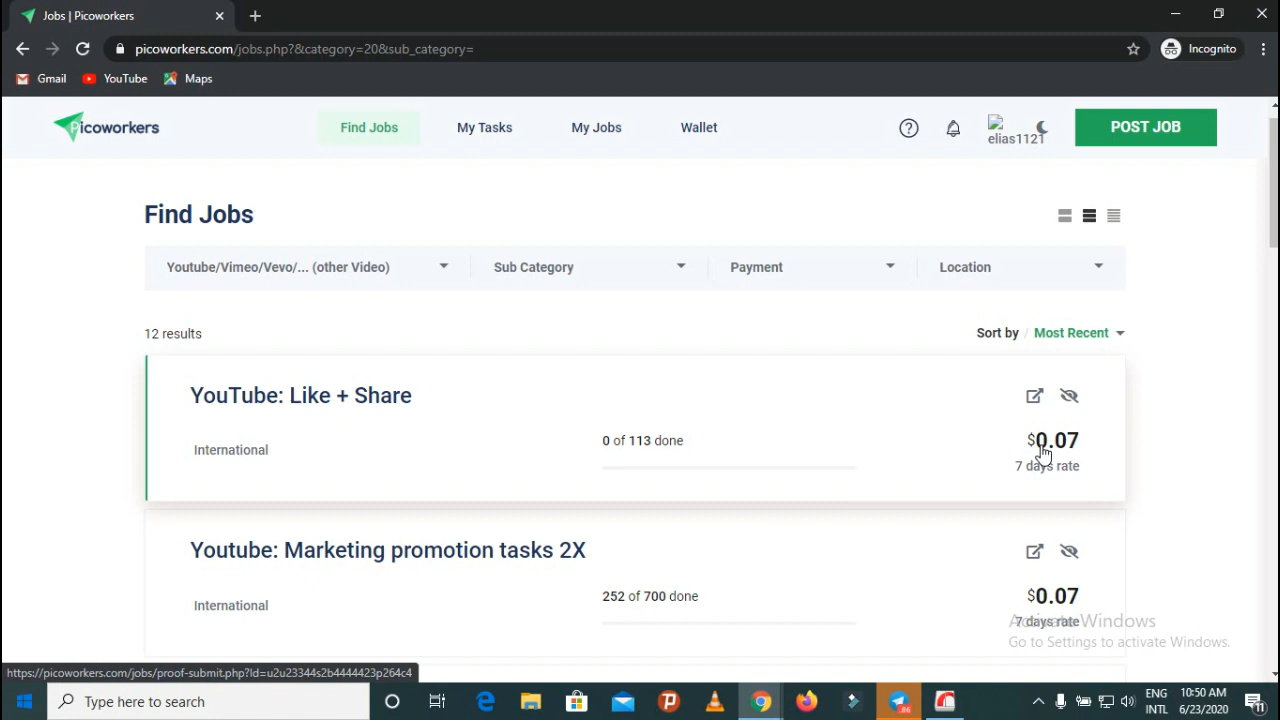 Jobs | Picoworkers
picoworkers.com/jobs.php?&category=20&sub_category=
Incognito
Gmail YouTube Maps
Picoworkers
Find Jobs My Tasks My Jobs Wallet
elias1121
POST JOB
Find Jobs
Youtube/Vimeo/Vevo/... (other Video) Sub Category Payment Location
12 results
Sort by / Most Recent
YouTube: Like + Share
International
0 of 113 done
$0.07
7 days rate
Youtube: Marketing promotion tasks 2X
International
252 of 700 done
$0.07
7 days rate
Activate Windows
Go to Settings to activate Windows.
https://picoworkers.com/jobs/proof-submit.php?Id=u2u23344s2b4444423p264c4
Type here to search
86
ENG
INTL
10:50 AM
6/23/2020
11